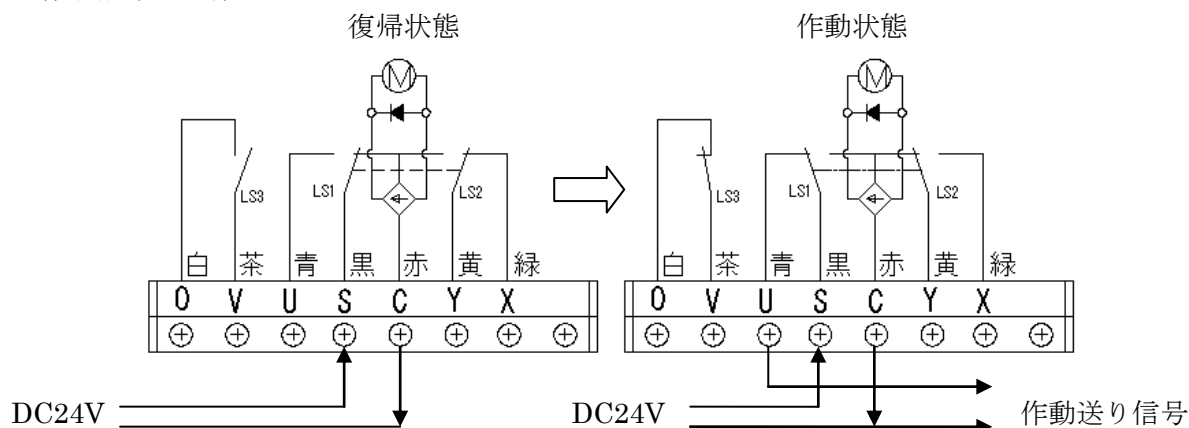 復帰状態 作動状態
M M
LS3 LS1 LS2 LS3 LS1 LS2
白 茶 青 黒 赤 黄 緑 白 茶 青 黒 赤 黄 緑
O V U S C Y X O V U S C Y X
DC24V DC24V 作動送り信号